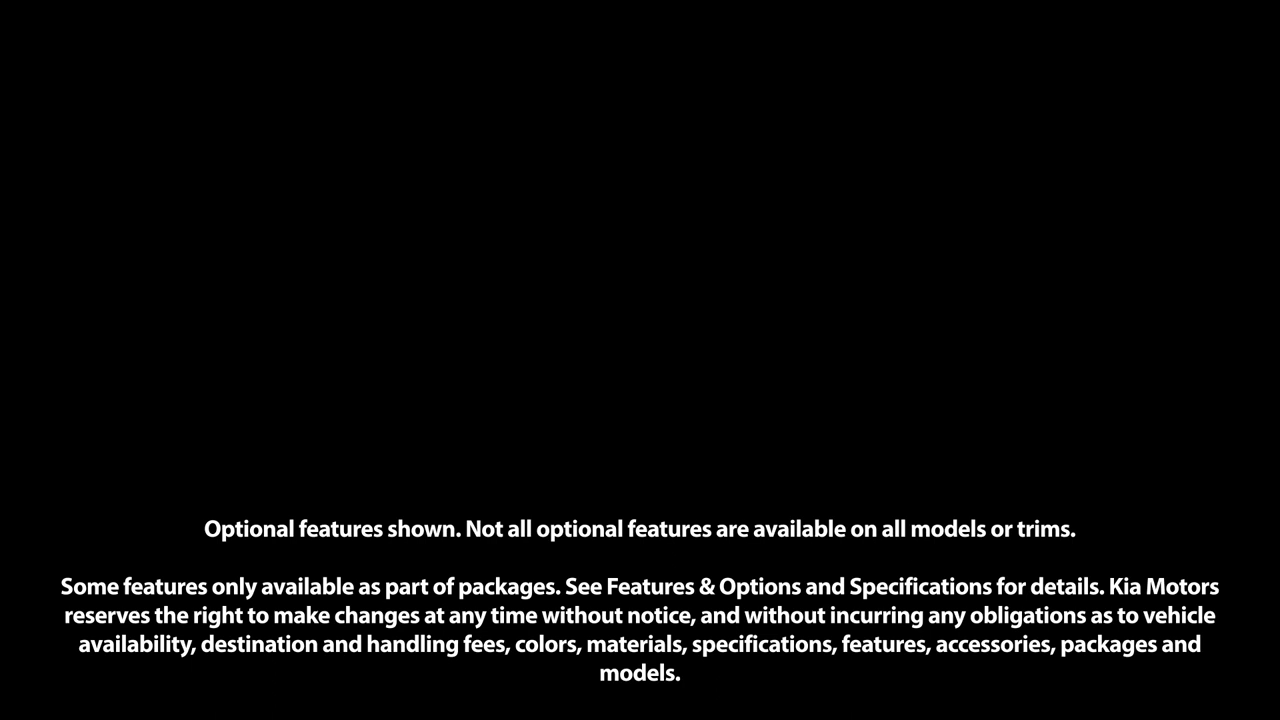 Optional features shown. Not all optional features are available on all models or trims.
Some features only available as part of packages. See Features & Options and Specifications for details. Kia Motors
reserves the right to make changes at any time without notice, and without incurring any obligations as to vehicle
availability, destination and handling fees, colors, materials, specifications, features, accessories, packages and
models.